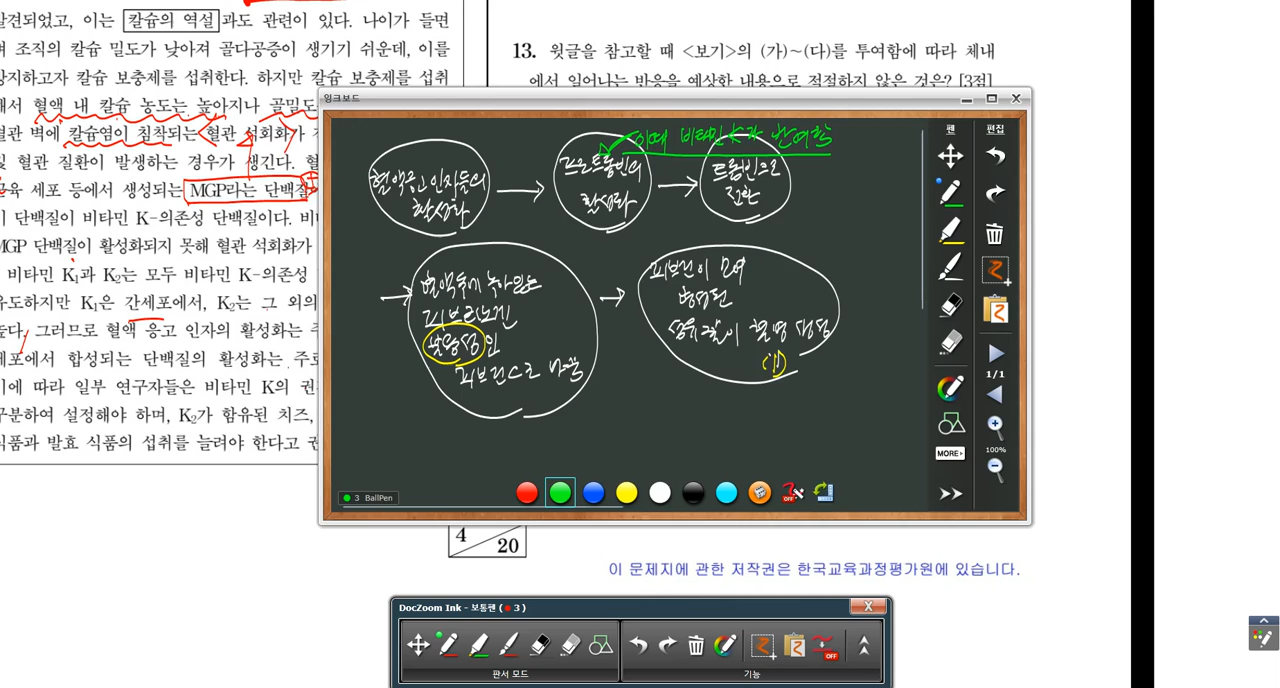 발견되었고, 이는 칼슘의 역설과도 관련이 있다. 나이가 들면
조직의 칼슘 밀도가 낮아져 골다공증이 생기기 쉬운데, 이를
방지하고자 칼슘 보충제를 섭취한다. 하지만 칼슘 보충제를 섭취
해서 혈액 내 칼슘 농도는 높아지나 골밀도
혈관 벽에 칼슘염이 침착되는 혈관 석회화가
및 혈관 질환이 발생하는 경우가 생긴다. 혈
근육 세포 등에서 생성되는 MGP라는 단백질
이 단백질이 비타민 K-의존성 단백질이다. 비
MGP 단백질이 활성화되지 못해 혈관 석회화가
비타민 K₁과 K₂는 모두 비타민 K-의존성
유도하지만 K₁은 간세포에서, K₂는 그 외의
높다. 그러므로 혈액 응고 인자의 활성화는 주
세포에서 합성되는 단백질의 활성화는 주로
이에 따라 일부 연구자들은 비타민 K의 권
구분하여 설정해야 하며, K₂가 함유된 치즈,
식품과 발효 식품의 섭취를 늘려야 한다고 권
13. 윗글을 참고할 때 <보기>의 (가)~(다)를 투여함에 따라 체내
에서 일어나는 반응을 예상한 내용으로 적절하지 않은 것은? [3점]
잉크보드
이때 비타민 K가 관여함
혈액응고인자들의
활성화
프로트롬빈의
활성화
트롬빈으로
전환
혈액속에 녹아있는
피브리노겐
불용성인
피브린으로 바꿈
피브린이 모여
형성된
섬유질이 혈병 생성
(1)
펜
편집
1/1
100%
MORE
3 BallPen
OFF
4
20
이 문제지에 관한 저작권은 한국교육과정평가원에 있습니다.
DocZoom Ink - 보통펜 ( 3 )
OFF
판서 모드
기능